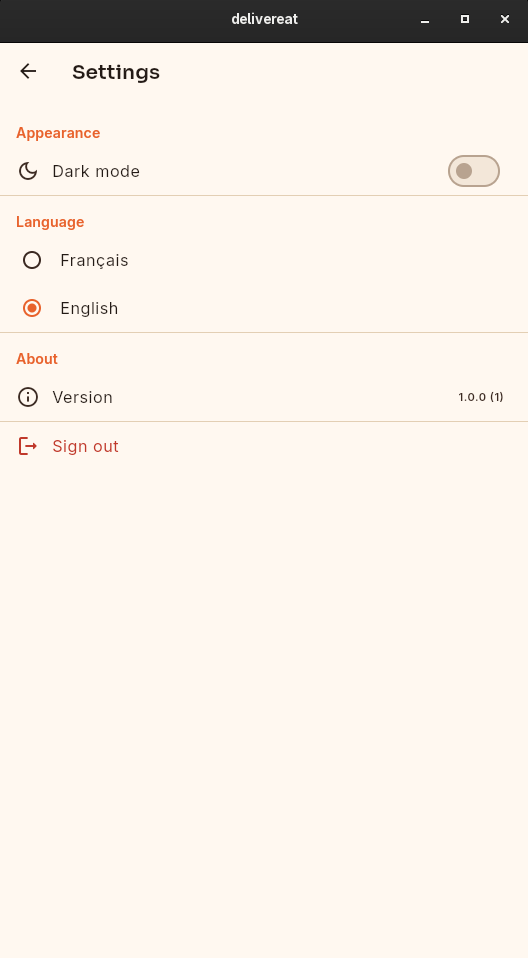 delivereat
Settings
Appearance
Dark mode
Language
Français
English
About
Version
1.0.0 (1)
Sign out